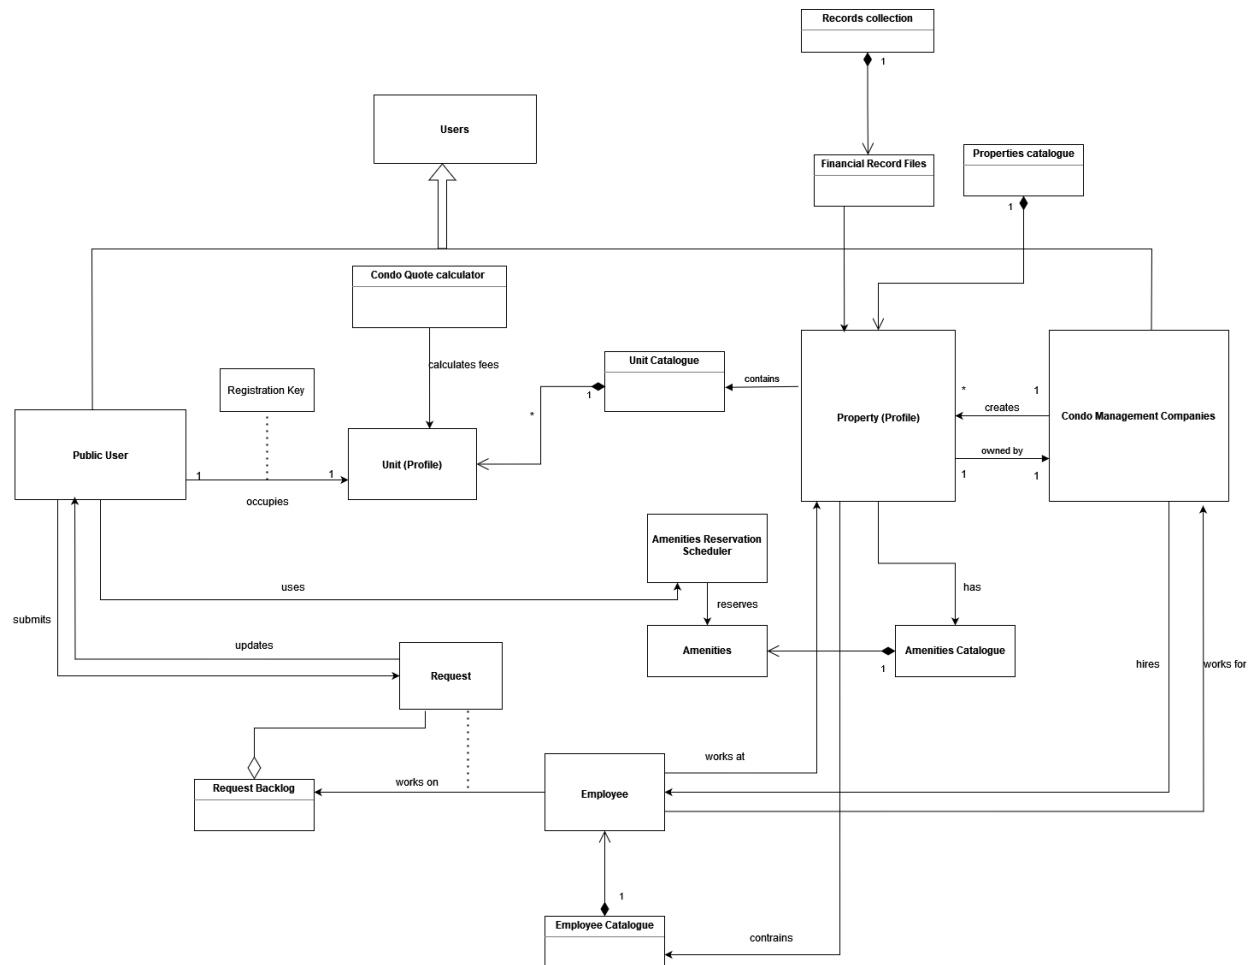 Records collection
1
Users
Financial Record Files
Properties catalogue
1
Condo Quote calculator
calculates fees
Unit Catalogue
1
*
contains
Registration Key
Property (Profile)
*
1
creates
owned by
1
1
Condo Management Companies
Public User
1
1
occupies
Unit (Profile)
Amenities Reservation
Scheduler
uses
reserves
has
submits
updates
Request
Amenities
1
Amenities Catalogue
hires
works for
works at
Request Backlog
works on
Employee
1
Employee Catalogue
contrains